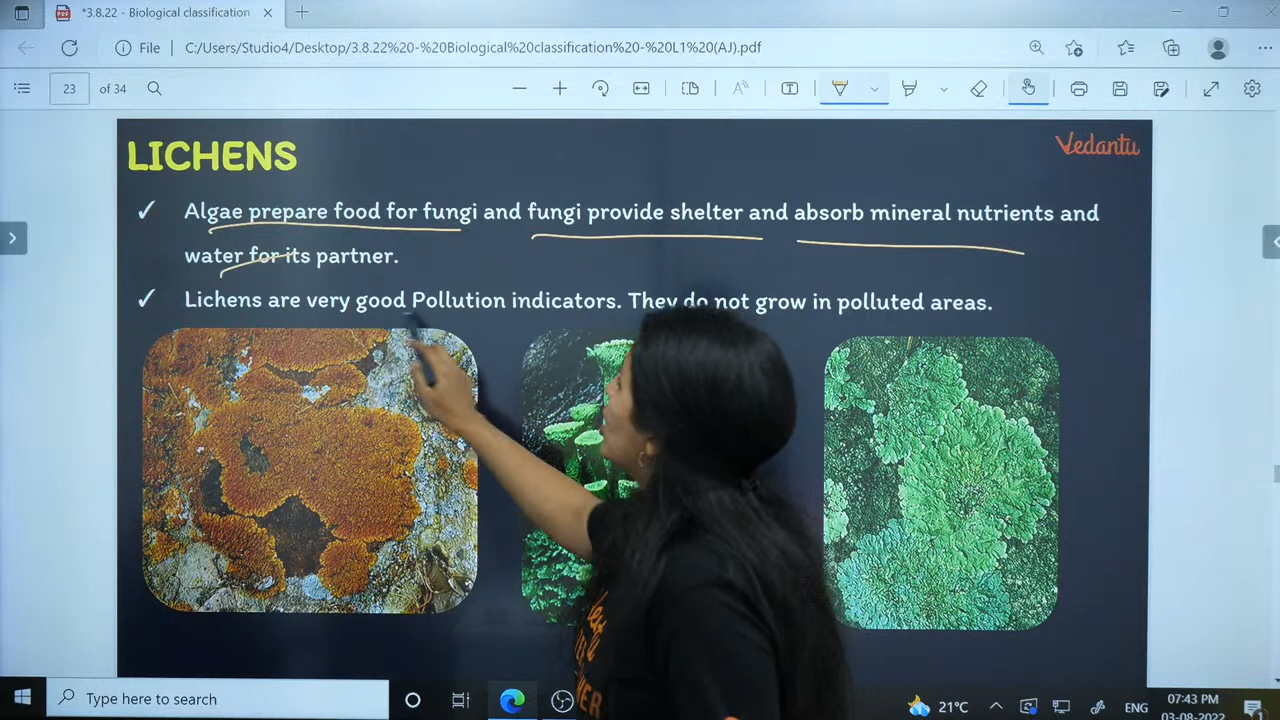 *3.8.22 - Biological classification
File
C:/Users/Studio4/Desktop/3.8.22%20-%20Biological%20classification%20-%20L1%20(AJ).pdf
23 of 34
LICHENS
Vedantu
✓ Algae prepare food for fungi and fungi provide shelter and absorb mineral nutrients and
water for its partner.
✓ Lichens are very good Pollution indicators. They do not grow in polluted areas.
Type here to search
21°C
ENG
07:43 PM
03-08-2022